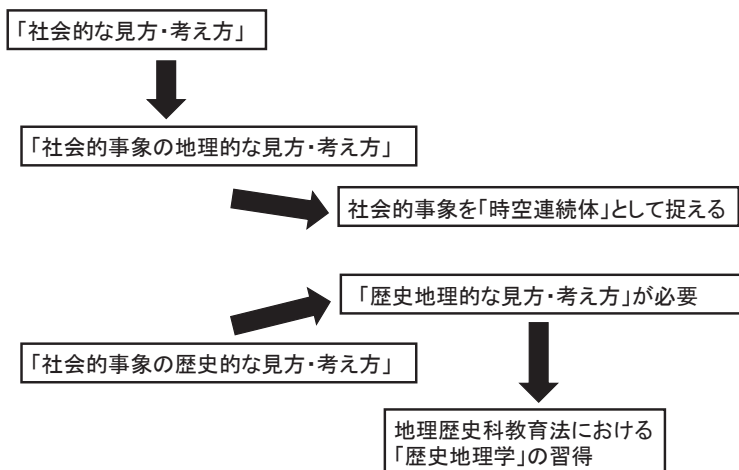 「社会的な見方・考え方」
「社会的事象の地理的な見方・考え方」
社会的事象を「時空連続体」として捉える
「歴史地理的な見方・考え方」が必要
「社会的事象の歴史的な見方・考え方」
地理歴史科教育法における
「歴史地理学」の習得